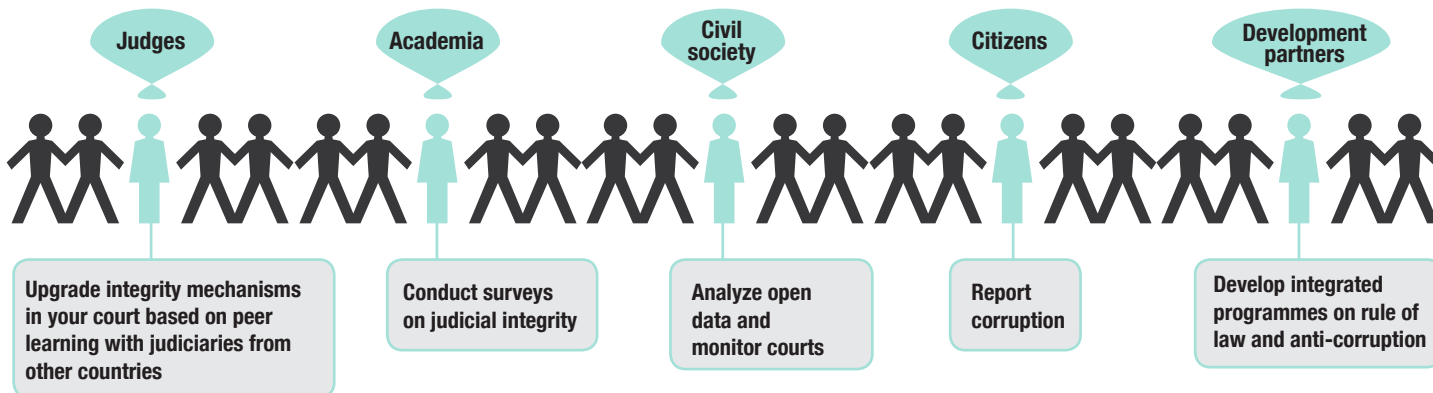 Judges
Academia
Civil
society
Citizens
Development
partners
Upgrade integrity mechanisms
in your court based on peer
learning with judiciaries from
other countries
Conduct surveys
on judicial integrity
Analyze open
data and
monitor courts
Report
corruption
Develop integrated
programmes on rule of
law and anti-corruption